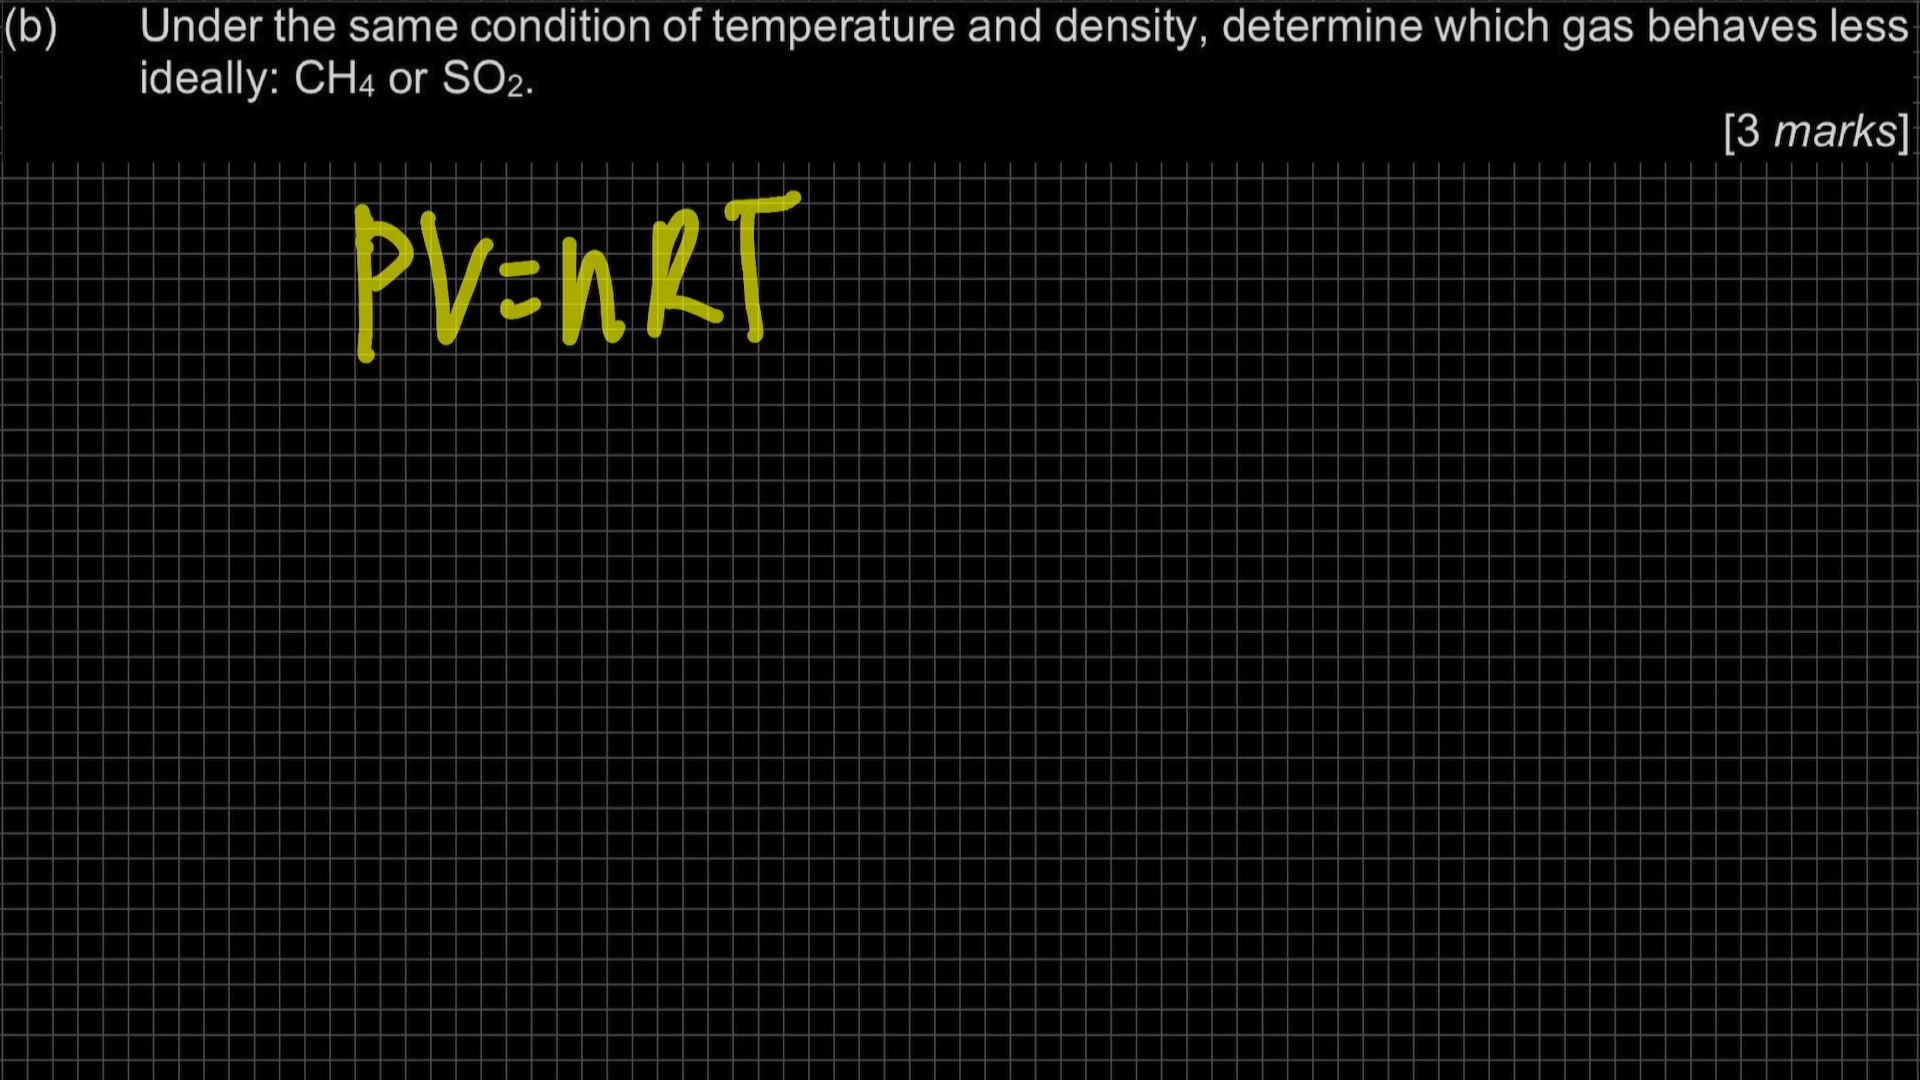 (b) Under the same condition of temperature and density, determine which gas behaves less
ideally: CH₄ or SO₂.
[3 marks]
PV=nRT